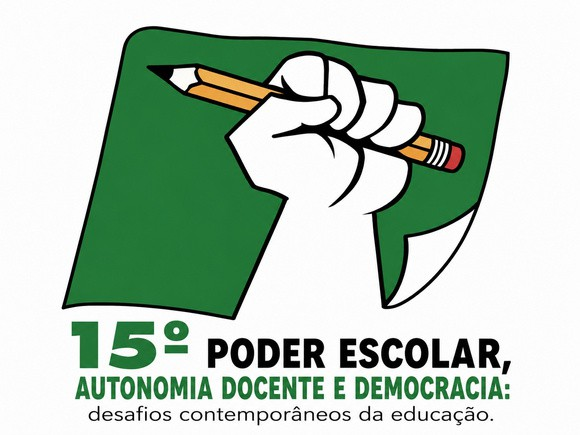 15º PODER ESCOLAR,
AUTONOMIA DOCENTE E DEMOCRACIA:
desafios contemporâneos da educação.